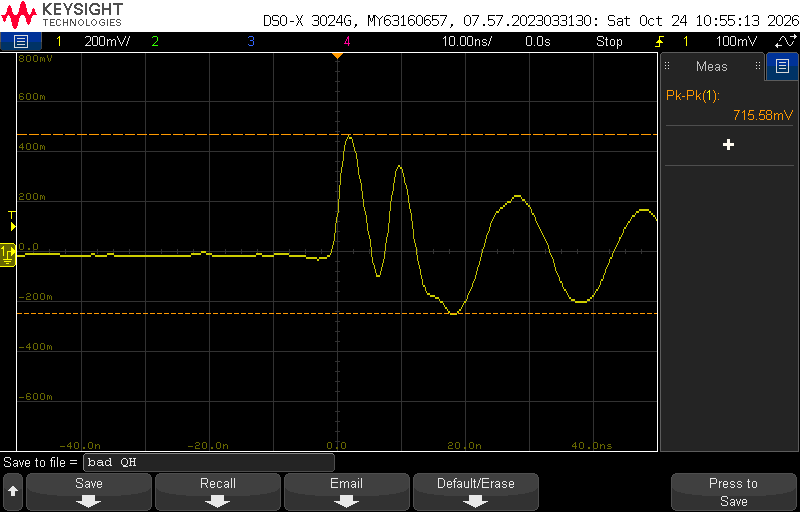 KEYSIGHT
TECHNOLOGIES
DSO-X 3024G, MY63160657, 07.57.2023033130: Sat Oct 24 10:55:13 2026
1 200mV/ 2 3 4 10.00ns/ 0.0s Stop 1 100mV
800mV
600m
400m
200m
0.0
-200m
-400m
-600m
-40.0n -20.0n 0.0 20.0n 40.0ns
T
1
Meas
Pk-Pk(1):
715.58mV
Save to file = bad QH
Save
Recall
Email
Default/Erase
Press to
Save